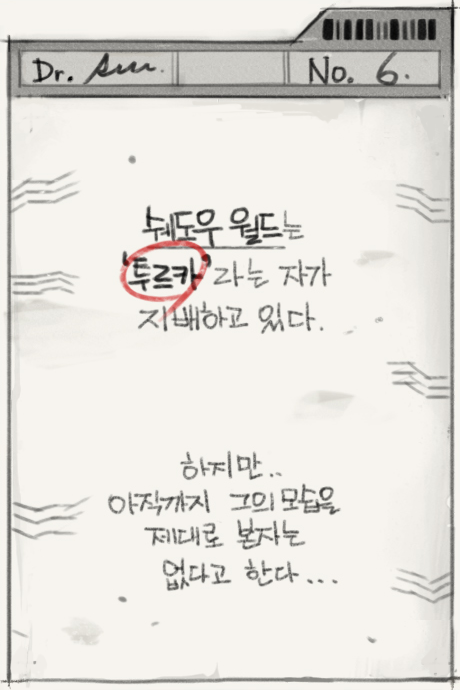 Dr.
No. 6.
쉐도우 월드는
'투르카'라는 자가
지배하고 있다.
하지만..
아직까지 그의 모습을
제대로 본자는
없다고 한다...